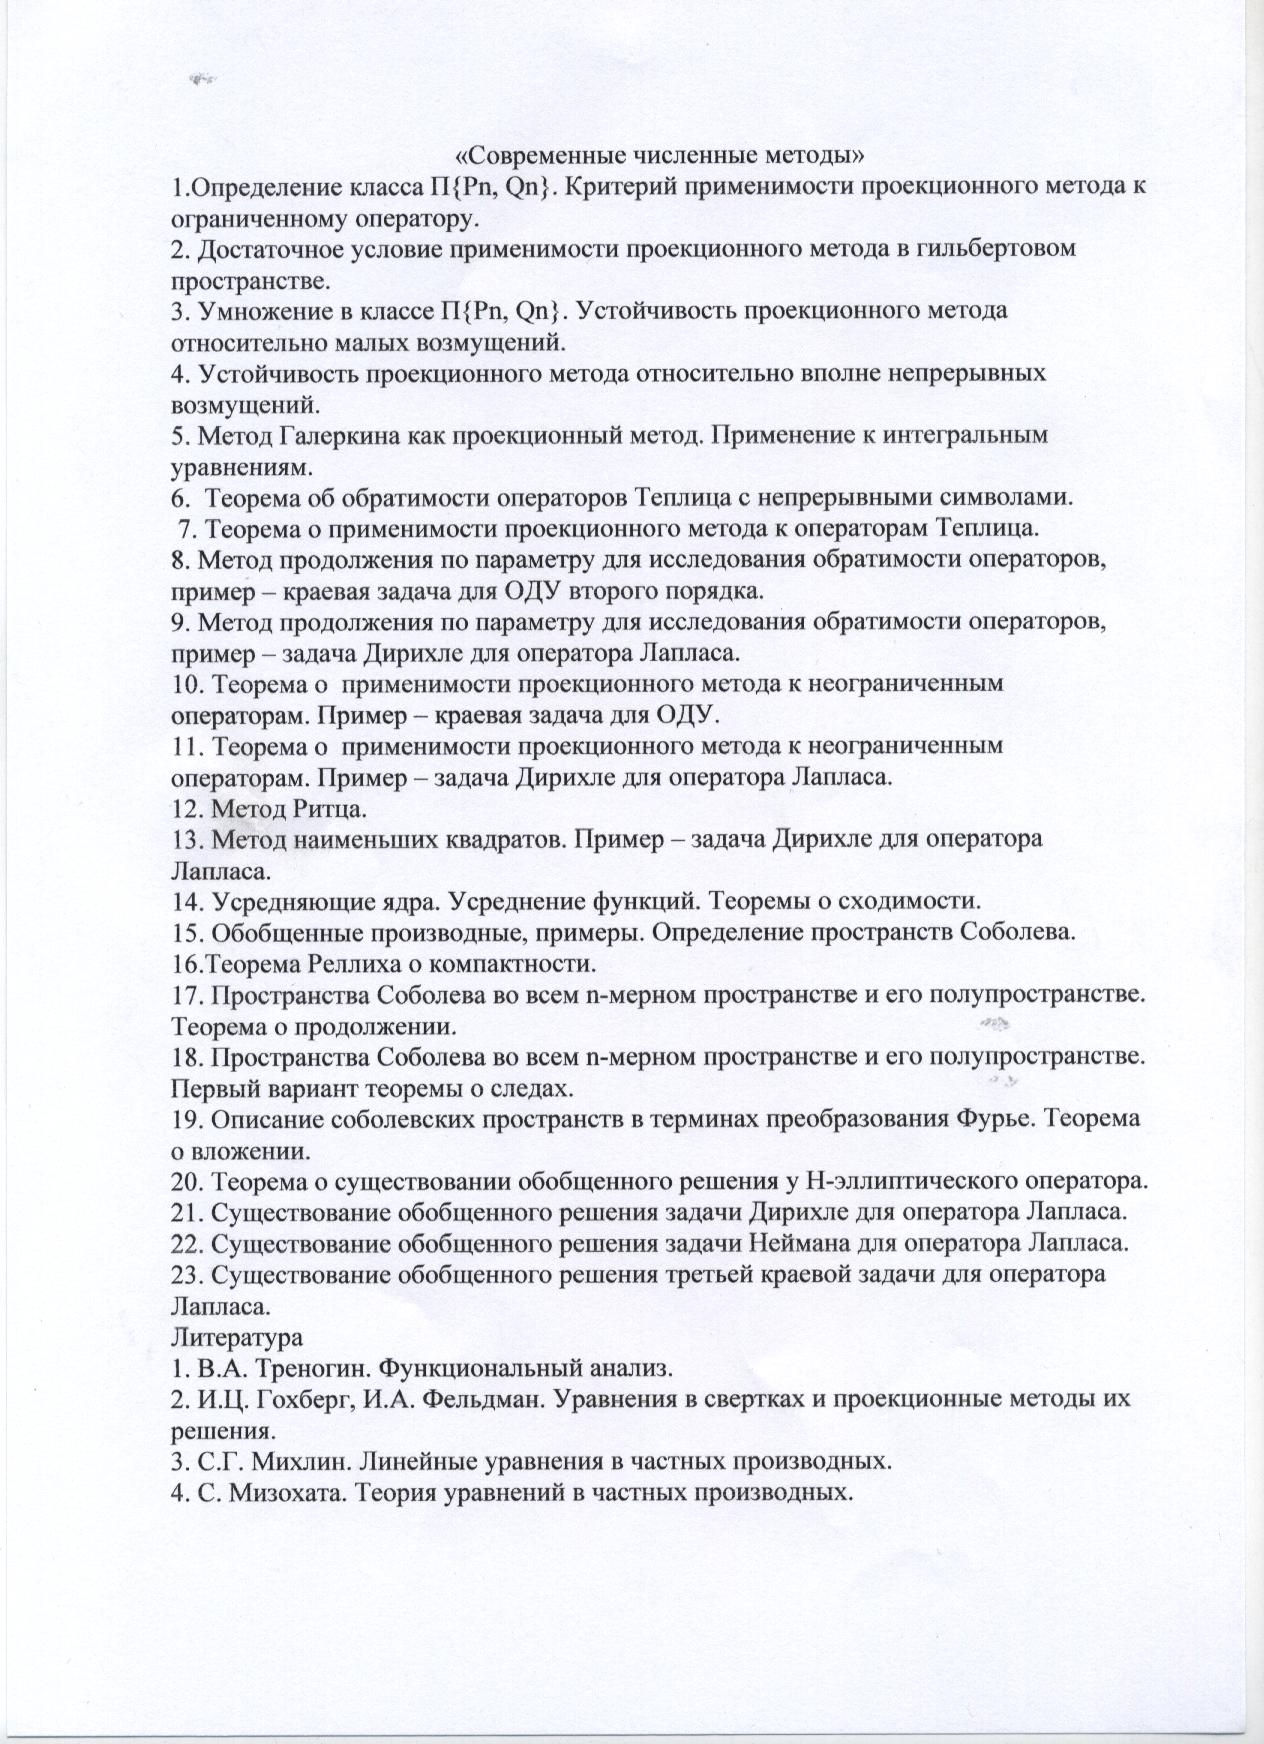 «Современные численные методы»
1.Определение класса П{Pn, Qn}. Критерий применимости проекционного метода к
ограниченному оператору.
2. Достаточное условие применимости проекционного метода в гильбертовом
пространстве.
3. Умножение в классе П{Pn, Qn}. Устойчивость проекционного метода
относительно малых возмущений.
4. Устойчивость проекционного метода относительно вполне непрерывных
возмущений.
5. Метод Галеркина как проекционный метод. Применение к интегральным
уравнениям.
6.  Теорема об обратимости операторов Теплица с непрерывными символами.
7. Теорема о применимости проекционного метода к операторам Теплица.
8. Метод продолжения по параметру для исследования обратимости операторов,
пример – краевая задача для ОДУ второго порядка.
9. Метод продолжения по параметру для исследования обратимости операторов,
пример – задача Дирихле для оператора Лапласа.
10. Теорема о  применимости проекционного метода к неограниченным
операторам. Пример – краевая задача для ОДУ.
11. Теорема о  применимости проекционного метода к неограниченным
операторам. Пример – задача Дирихле для оператора Лапласа.
12. Метод Ритца.
13. Метод наименьших квадратов. Пример – задача Дирихле для оператора
Лапласа.
14. Усредняющие ядра. Усреднение функций. Теоремы о сходимости.
15. Обобщенные производные, примеры. Определение пространств Соболева.
16.Теорема Реллиха о компактности.
17. Пространства Соболева во всем n-мерном пространстве и его полупространстве.
Теорема о продолжении.
18. Пространства Соболева во всем n-мерном пространстве и его полупространстве.
Первый вариант теоремы о следах.
19. Описание соболевских пространств в терминах преобразования Фурье. Теорема
о вложении.
20. Теорема о существовании обобщенного решения у Н-эллиптического оператора.
21. Существование обобщенного решения задачи Дирихле для оператора Лапласа.
22. Существование обобщенного решения задачи Неймана для оператора Лапласа.
23. Существование обобщенного решения третьей краевой задачи для оператора
Лапласа.
Литература
1. В.А. Треногин. Функциональный анализ.
2. И.Ц. Гохберг, И.А. Фельдман. Уравнения в свертках и проекционные методы их
решения.
3. С.Г. Михлин. Линейные уравнения в частных производных.
4. С. Мизохата. Теория уравнений в частных производных.